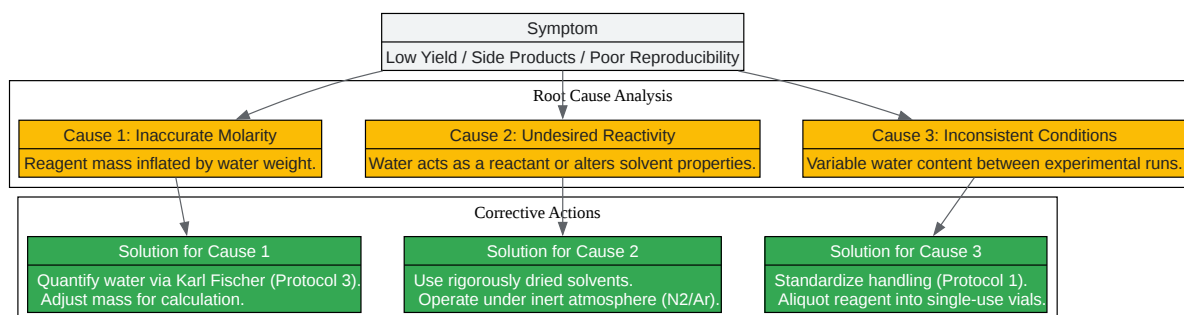 Symptom
Low Yield / Side Products / Poor Reproducibility
Root Cause Analysis
Cause 1: Inaccurate Molarity
Reagent mass inflated by water weight.
Cause 2: Undesired Reactivity
Water acts as a reactant or alters solvent properties.
Cause 3: Inconsistent Conditions
Variable water content between experimental runs.
Corrective Actions
Solution for Cause 1
Quantify water via Karl Fischer (Protocol 3).
Adjust mass for calculation.
Solution for Cause 2
Use rigorously dried solvents.
Operate under inert atmosphere (N2/Ar).
Solution for Cause 3
Standardize handling (Protocol 1).
Aliquot reagent into single-use vials.